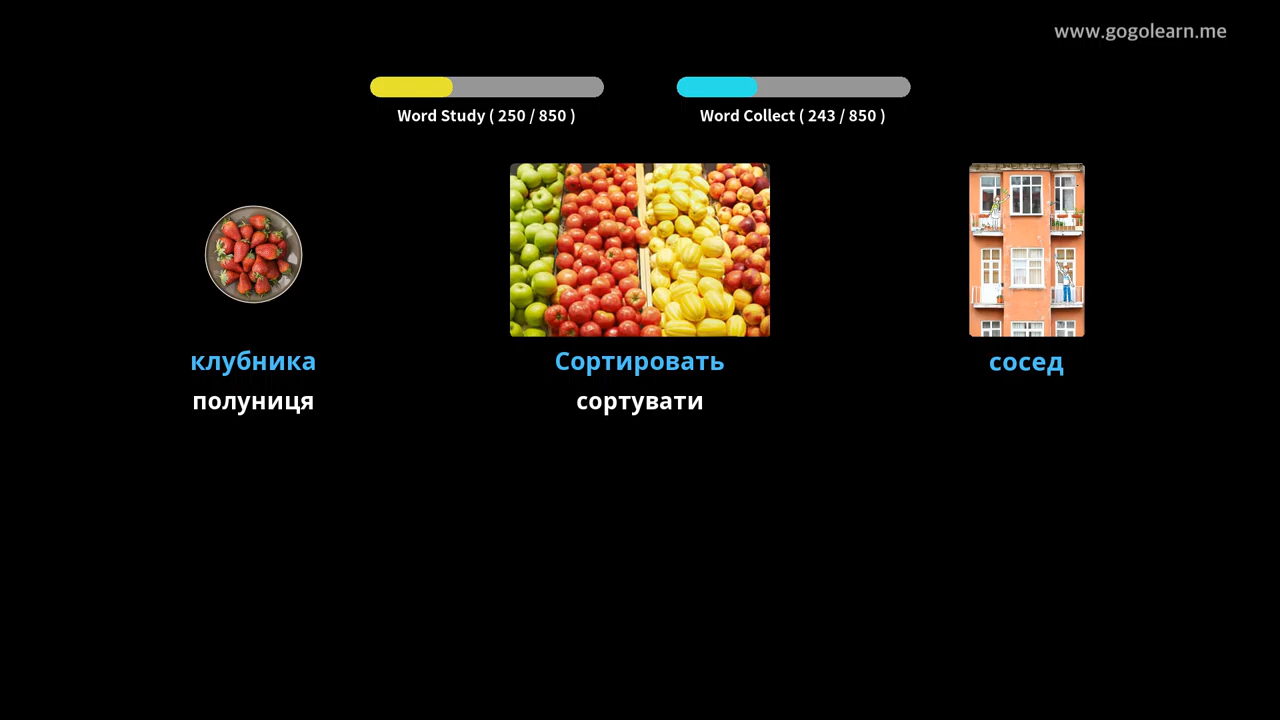 www.gogolearn.me
Word Study ( 250 / 850 )
Word Collect ( 243 / 850 )
клубника
полуниця
Сортировать
сортувати
сосед